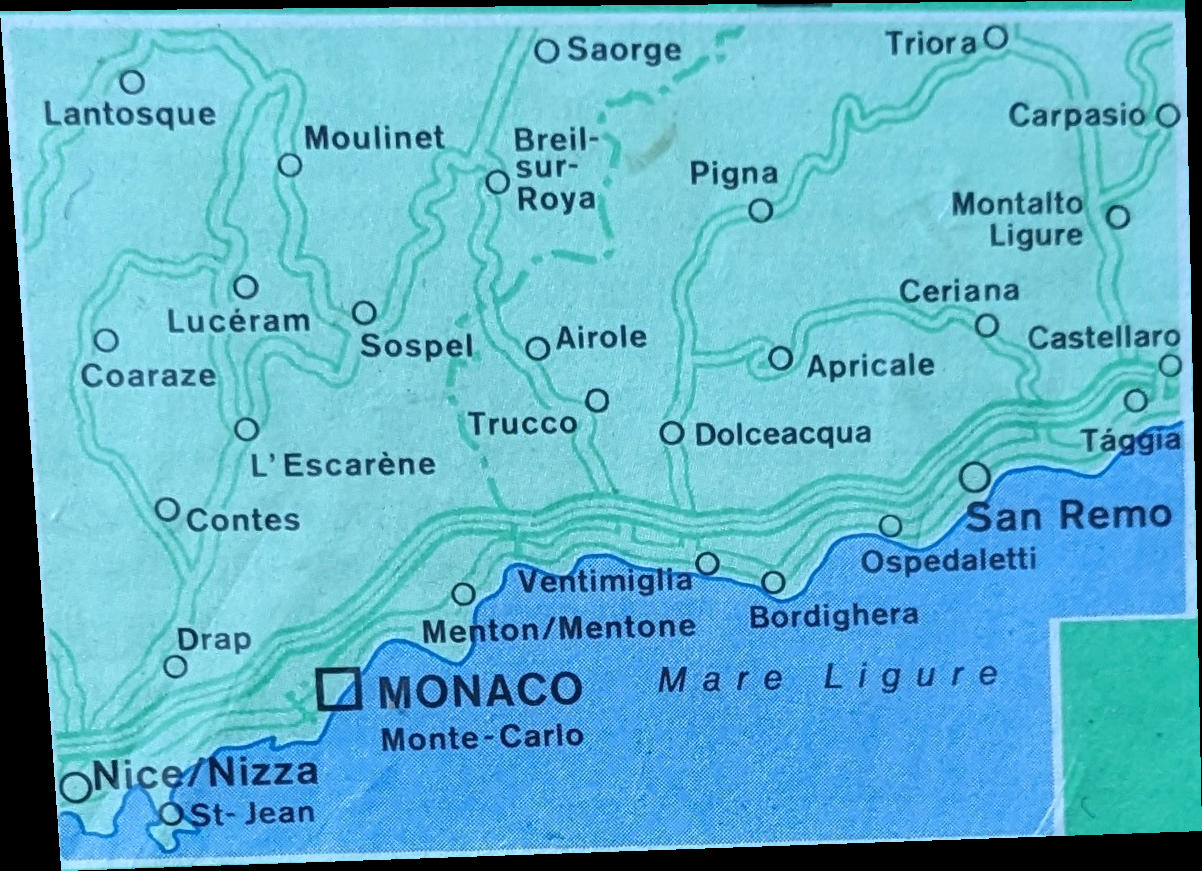 Saorge
Triora
Lantosque
Carpasio
Moulinet
Breil-
sur-
Roya
Pigna
Montalto
Ligure
Lucéram
Ceriana
Sospel
Airole
Castellaro
Coaraze
Apricale
Trucco
Dolceacqua
Tággia
L'Escarène
Contes
San Remo
Ospedaletti
Ventimiglia
Bordighera
Menton/Mentone
Drap
MONACO
Mare Ligure
Monte-Carlo
Nice/Nizza
St-Jean